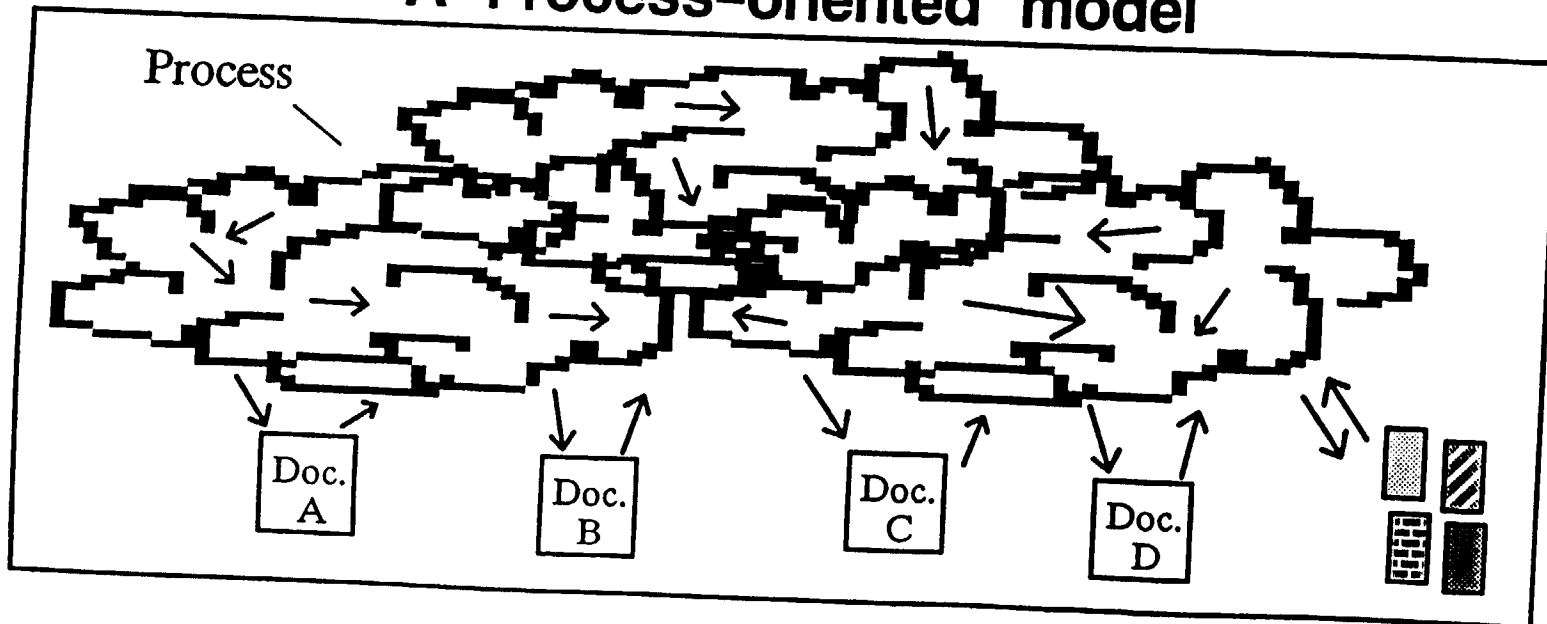 A Process-oriented model
Process
Doc.
A
Doc.
B
Doc.
C
Doc.
D